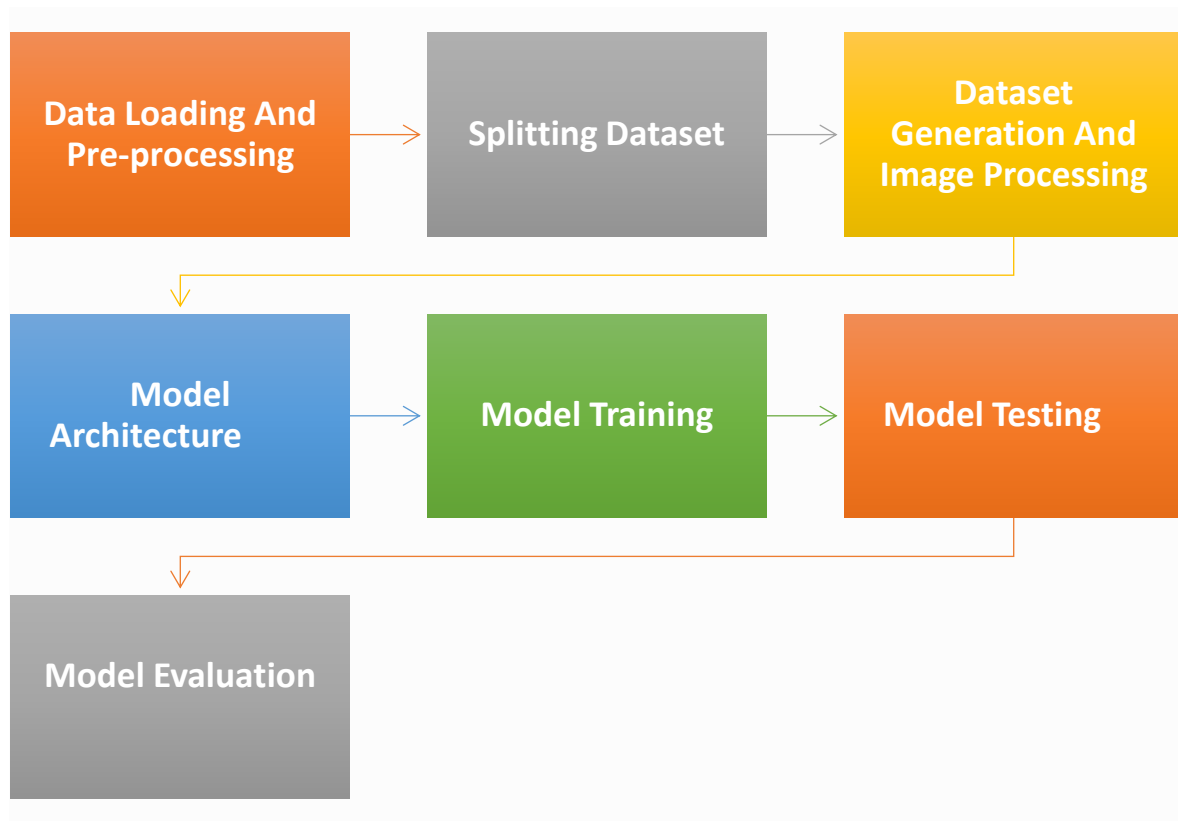 Data Loading And
Pre-processing
Splitting Dataset
Dataset
Generation And
Image Processing
Model
Architecture
Model Training
Model Testing
Model Evaluation